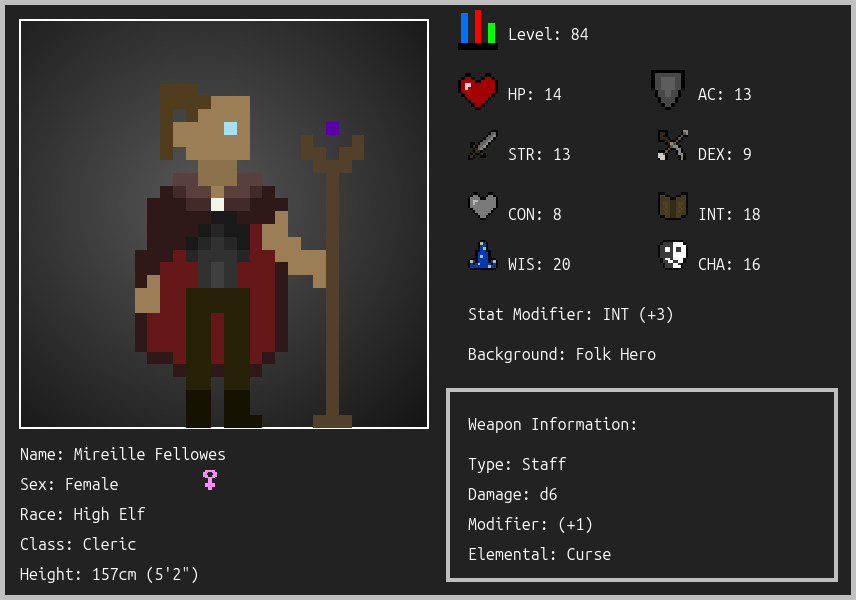 Level: 84
HP: 14
AC: 13
STR: 13
DEX: 9
CON: 8
INT: 18
WIS: 20
CHA: 16
Stat Modifier: INT (+3)
Background: Folk Hero
Weapon Information:
Type: Staff
Damage: d6
Modifier: (+1)
Elemental: Curse
Name: Mireille Fellowes
Sex: Female
Race: High Elf
Class: Cleric
Height: 157cm (5'2")